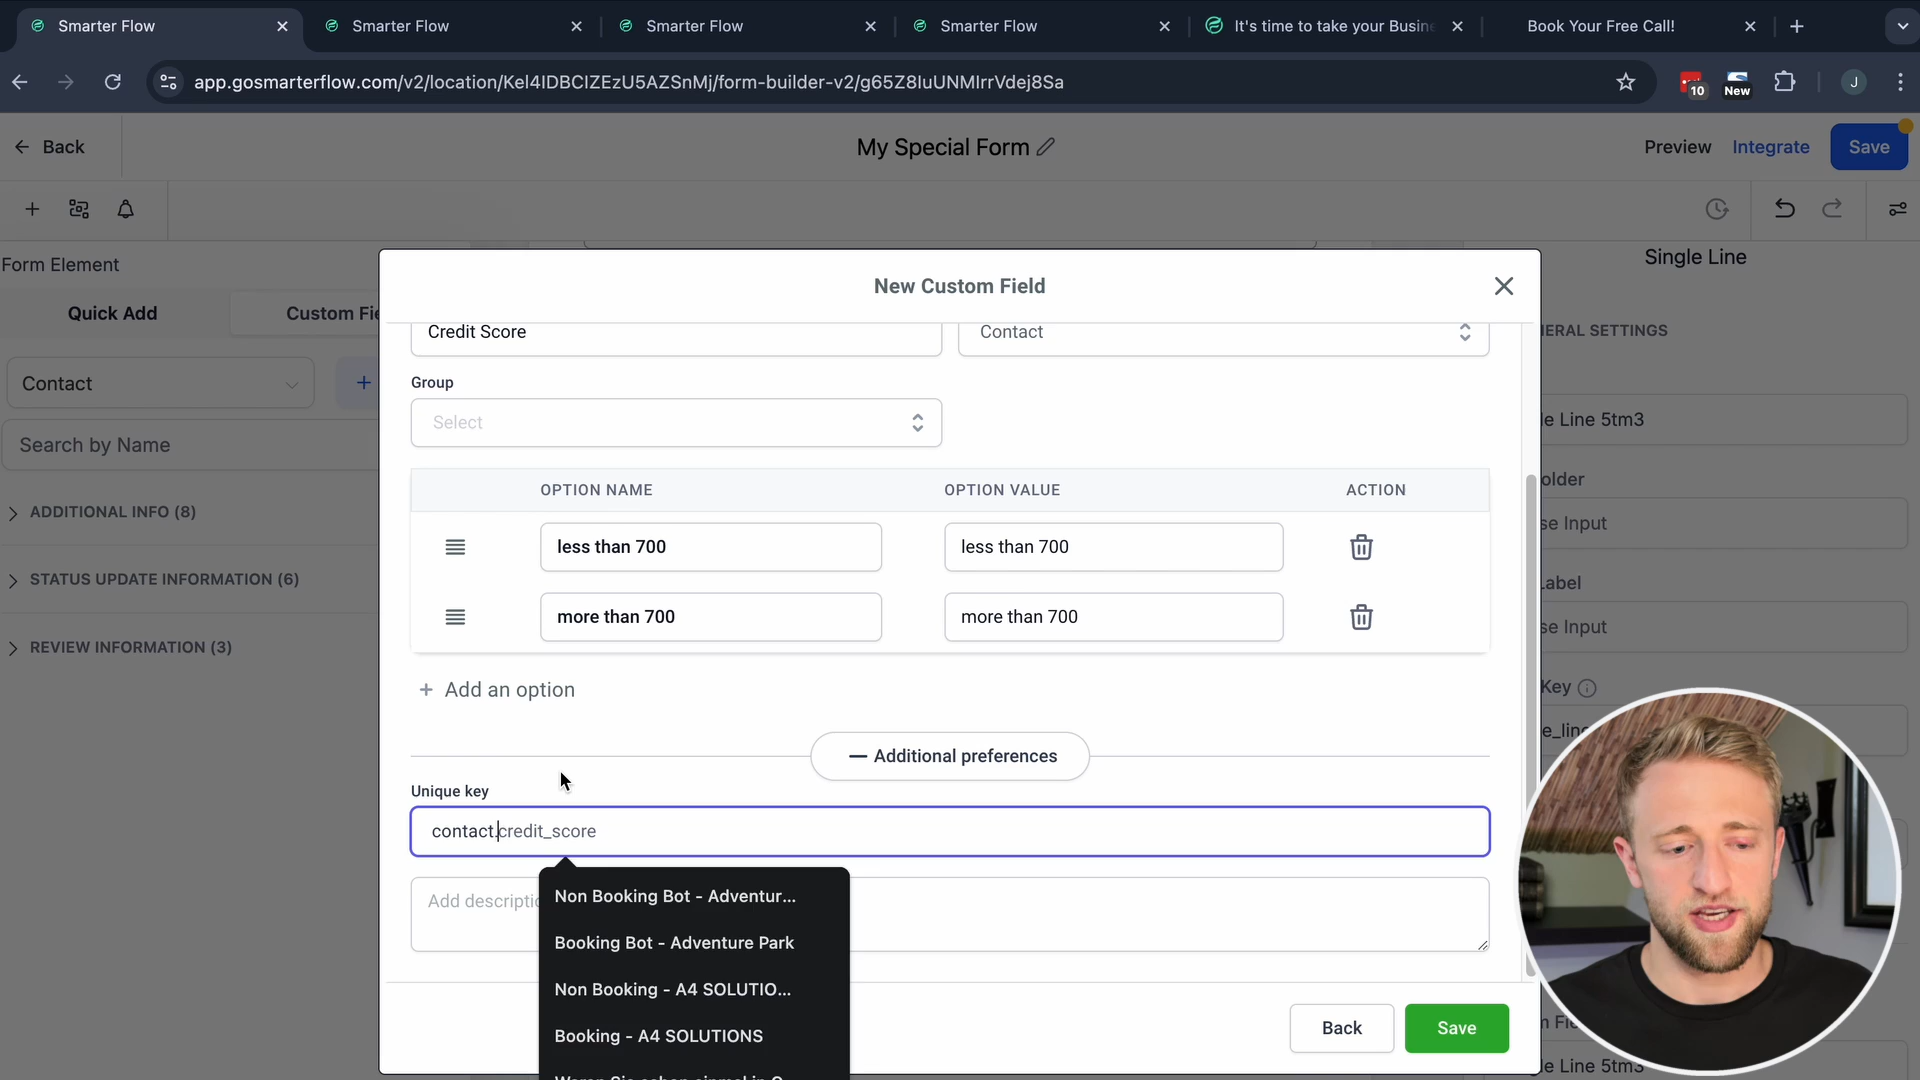 Smarter Flow
Smarter Flow
Smarter Flow
Smarter Flow
It's time to take your Busin
Book Your Free Call!
app.gosmarterflow.com/v2/location/Kel4IDBCIZEzU5AZSnMj/form-builder-v2/g65Z8IuUNMIrrVdej8Sa
10
New
J
Back
My Special Form
Preview
Integrate
Save
Form Element
Single Line
Quick Add
Custom Fie
Contact
Search by Name
ADDITIONAL INFO (8)
STATUS UPDATE INFORMATION (6)
REVIEW INFORMATION (3)
New Custom Field
Credit Score
Contact
Group
Select
OPTION NAME
OPTION VALUE
ACTION
less than 700
less than 700
more than 700
more than 700
+ Add an option
Additional preferences
Unique key
contact.credit_score
Add descriptio
Non Booking Bot - Adventur...
Booking Bot - Adventure Park
Non Booking - A4 SOLUTIO...
Booking - A4 SOLUTIONS
Back
Save
ERAL SETTINGS
le Line 5tm3
older
se Input
Label
se Input
Key
e_line
le Line 5tm3